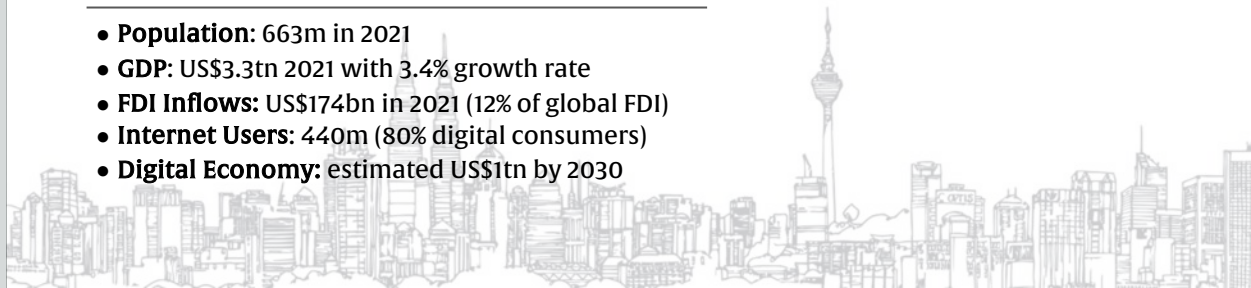 • Population: 663m in 2021
• GDP: US$3.3tn 2021 with 3.4% growth rate
• FDI Inflows: US$174bn in 2021 (12% of global FDI)
• Internet Users: 440m (80% digital consumers)
• Digital Economy: estimated US$1tn by 2030